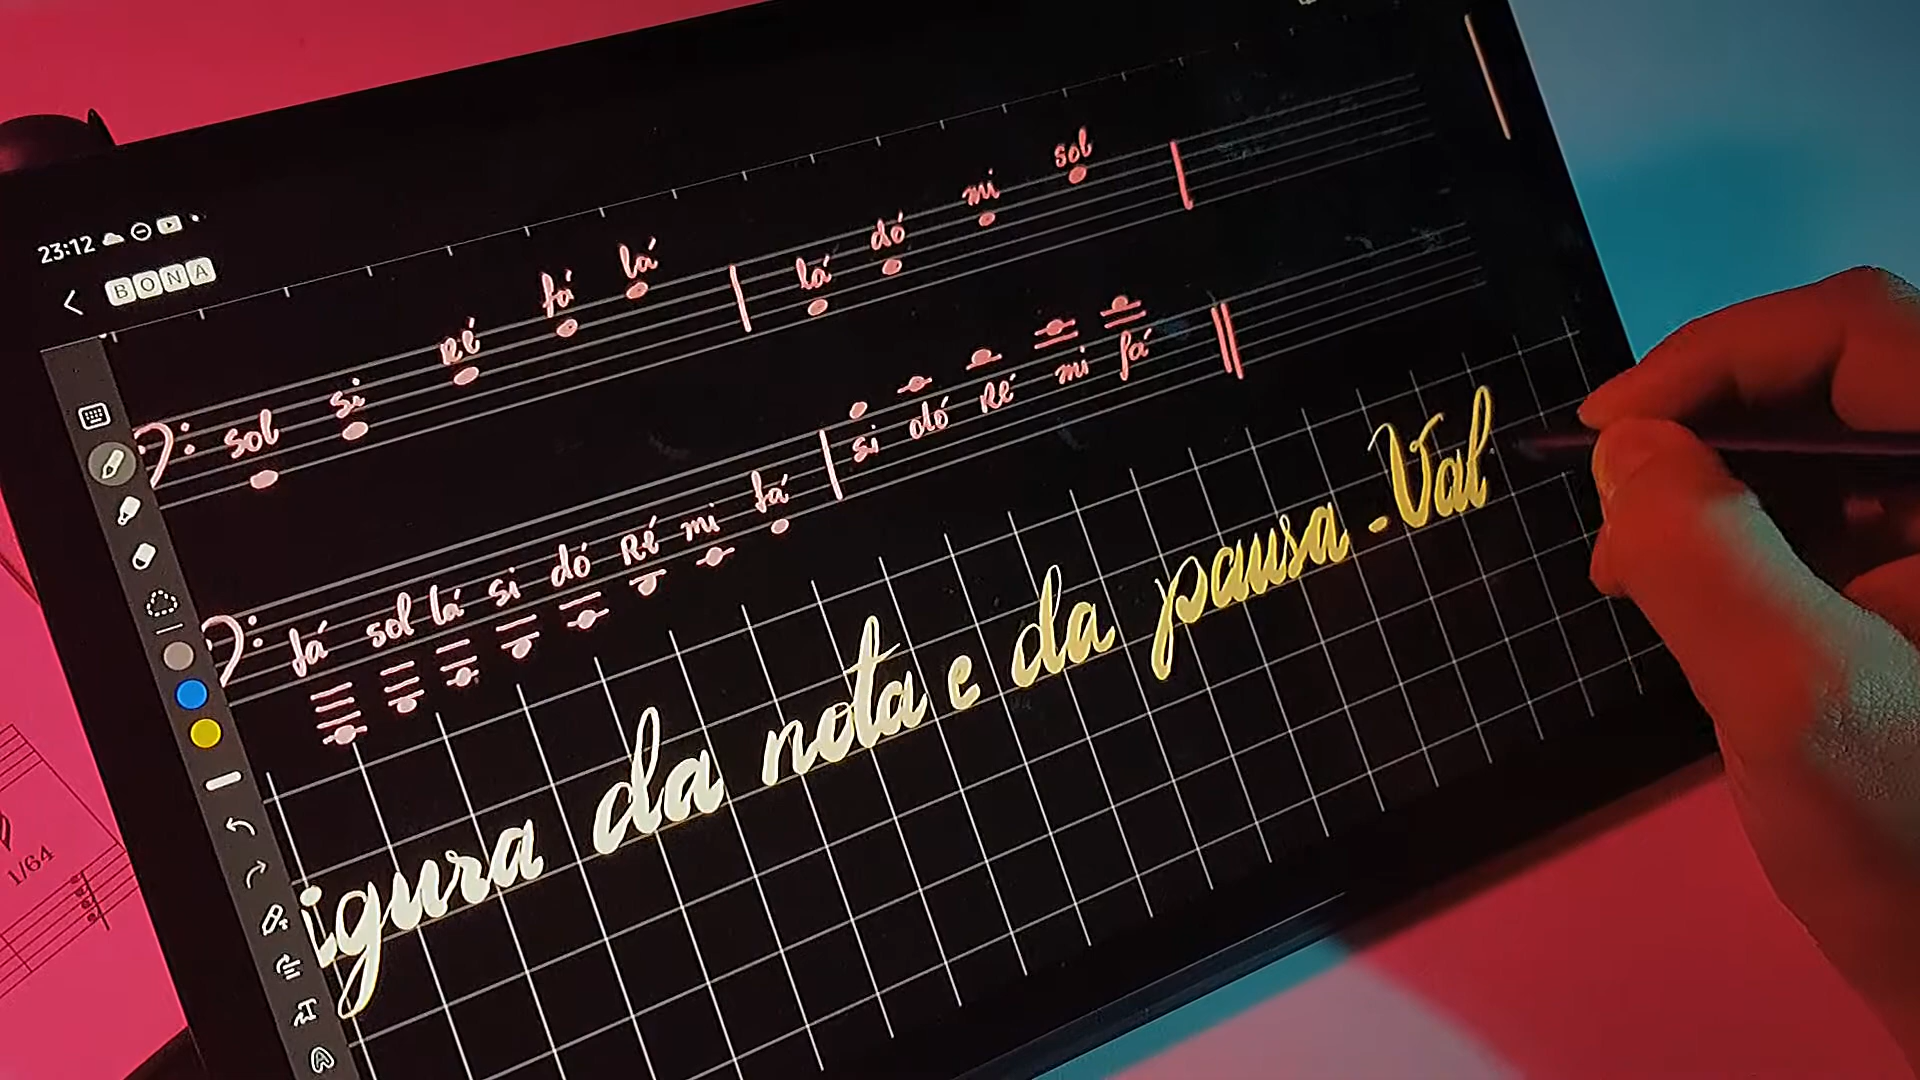 23:12
BONA
sol si Ré fá lá lá dó mi sol
fá sol lá si dó Ré mi fá si dó Ré mi fá
igura da nota e da pausa - Val
1/64